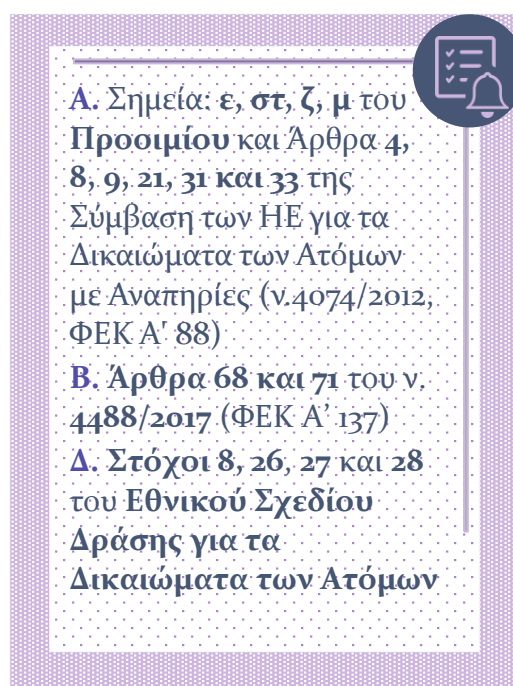 Α. Σημεία: ε, στ, ζ, μ του
Προοιμίου και Άρθρα 4,
8, 9, 21, 31 και 33 της
Σύμβαση των ΗΕ για τα
Δικαιώματα των Ατόμων
με Αναπηρίες (ν.4074/2012,
ΦΕΚ Α' 88)
Β. Άρθρα 68 και 71 του ν.
4488/2017 (ΦΕΚ Α’ 137)
Δ. Στόχοι 8, 26, 27 και 28
του Εθνικού Σχεδίου
Δράσης για τα
Δικαιώματα των Ατόμων